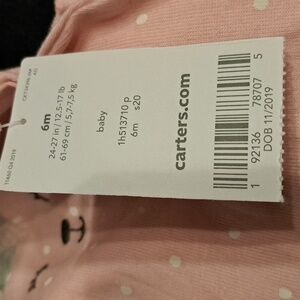 6m
24-27 in / 12,5-17 lb
61-69 cm / 5,7-7,5 kg
baby
1h513710 p
6m s20
carters.com
1 92136 78707 5
DOB 11/2019